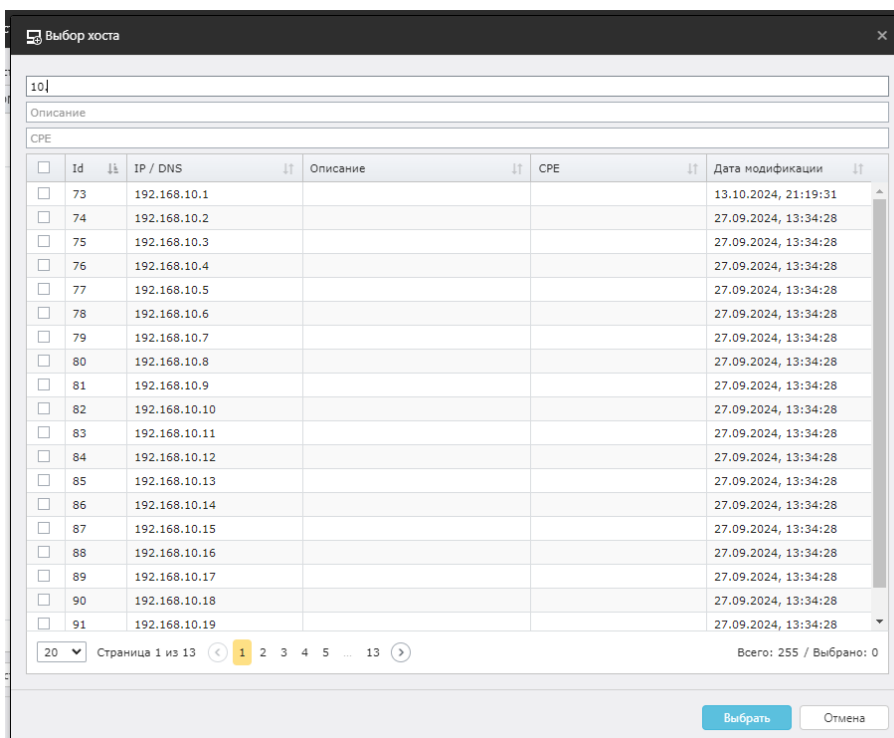 Выбор хоста
10.
Описание
CPE
Id IP / DNS Описание CPE Дата модификации
73 192.168.10.1 13.10.2024, 21:19:31
74 192.168.10.2 27.09.2024, 13:34:28
75 192.168.10.3 27.09.2024, 13:34:28
76 192.168.10.4 27.09.2024, 13:34:28
77 192.168.10.5 27.09.2024, 13:34:28
78 192.168.10.6 27.09.2024, 13:34:28
79 192.168.10.7 27.09.2024, 13:34:28
80 192.168.10.8 27.09.2024, 13:34:28
81 192.168.10.9 27.09.2024, 13:34:28
82 192.168.10.10 27.09.2024, 13:34:28
83 192.168.10.11 27.09.2024, 13:34:28
84 192.168.10.12 27.09.2024, 13:34:28
85 192.168.10.13 27.09.2024, 13:34:28
86 192.168.10.14 27.09.2024, 13:34:28
87 192.168.10.15 27.09.2024, 13:34:28
88 192.168.10.16 27.09.2024, 13:34:28
89 192.168.10.17 27.09.2024, 13:34:28
90 192.168.10.18 27.09.2024, 13:34:28
91 192.168.10.19 27.09.2024, 13:34:28
20 Страница 1 из 13 1 2 3 4 5 ... 13 Всего: 255 / Выбрано: 0
Выбрать Отмена